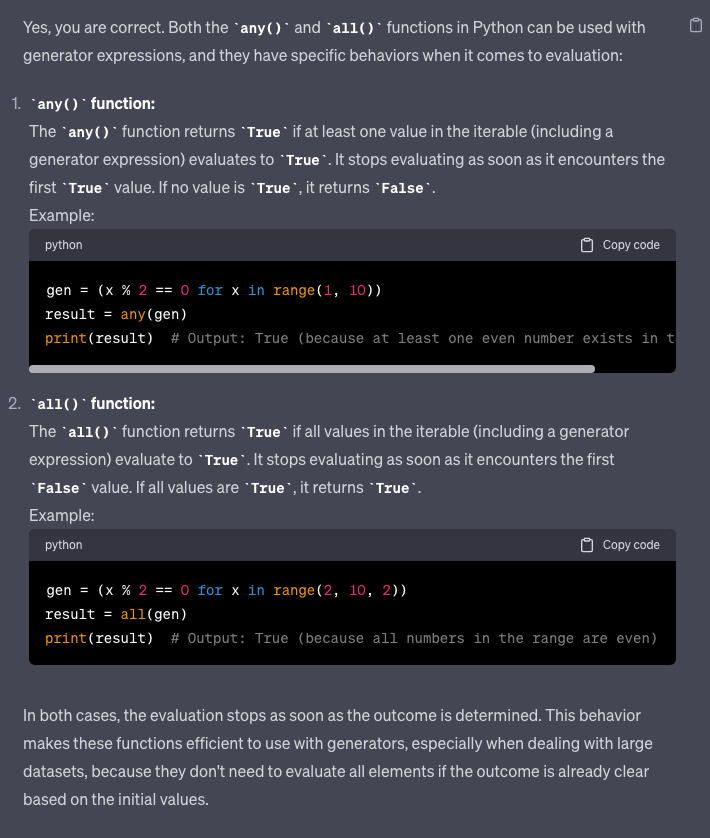 Yes, you are correct. Both the `any()` and `all()` functions in Python can be used with
generator expressions, and they have specific behaviors when it comes to evaluation:
1. `any()` function:
The `any()` function returns `True` if at least one value in the iterable (including a
generator expression) evaluates to `True`. It stops evaluating as soon as it encounters the
first `True` value. If no value is `True`, it returns `False`.
Example:
python Copy code
gen = (x % 2 == 0 for x in range(1, 10))
result = any(gen)
print(result)  # Output: True (because at least one even number exists in t
2. `all()` function:
The `all()` function returns `True` if all values in the iterable (including a generator
expression) evaluate to `True`. It stops evaluating as soon as it encounters the first
`False` value. If all values are `True`, it returns `True`.
Example:
python Copy code
gen = (x % 2 == 0 for x in range(2, 10, 2))
result = all(gen)
print(result)  # Output: True (because all numbers in the range are even)
In both cases, the evaluation stops as soon as the outcome is determined. This behavior
makes these functions efficient to use with generators, especially when dealing with large
datasets, because they don't need to evaluate all elements if the outcome is already clear
based on the initial values.